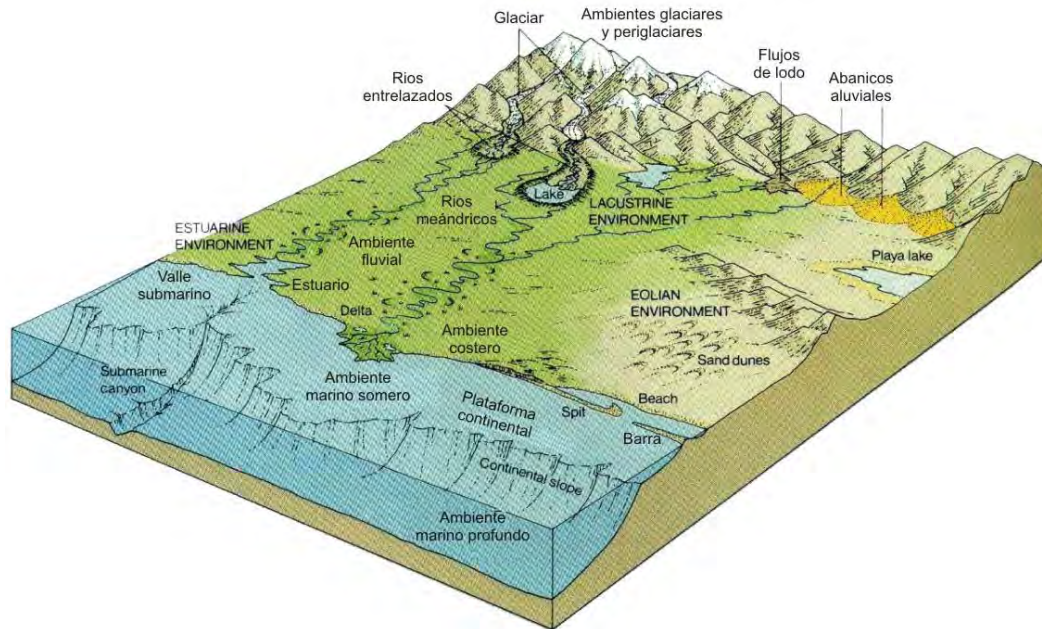 Glaciar
Ambientes glaciares
y periglaciares
Flujos
de lodo
Abanicos
aluviales
Rios
entrelazados
Lake
Rios
meándricos
LACUSTRINE
ENVIRONMENT
ESTUARINE
ENVIRONMENT
Ambiente
fluvial
Playa lake
Valle
submarino
Estuario
EOLIAN
ENVIRONMENT
Delta
Ambiente
costero
Sand dunes
Submarine
canyon
Ambiente
marino somero
Plataforma
continental
Spit
Beach
Barra
Continental slope
Ambiente
marino profundo